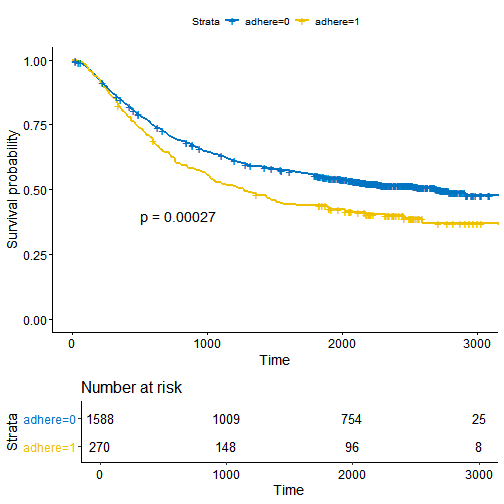 Strata adhere=0 adhere=1
Survival probability
1.00
0.75
0.50
0.25
0.00
p = 0.00027
0 1000 2000 3000
Time
Number at risk
Strata
adhere=0 1588 1009 754 25
adhere=1 270 148 96 8
0 1000 2000 3000
Time